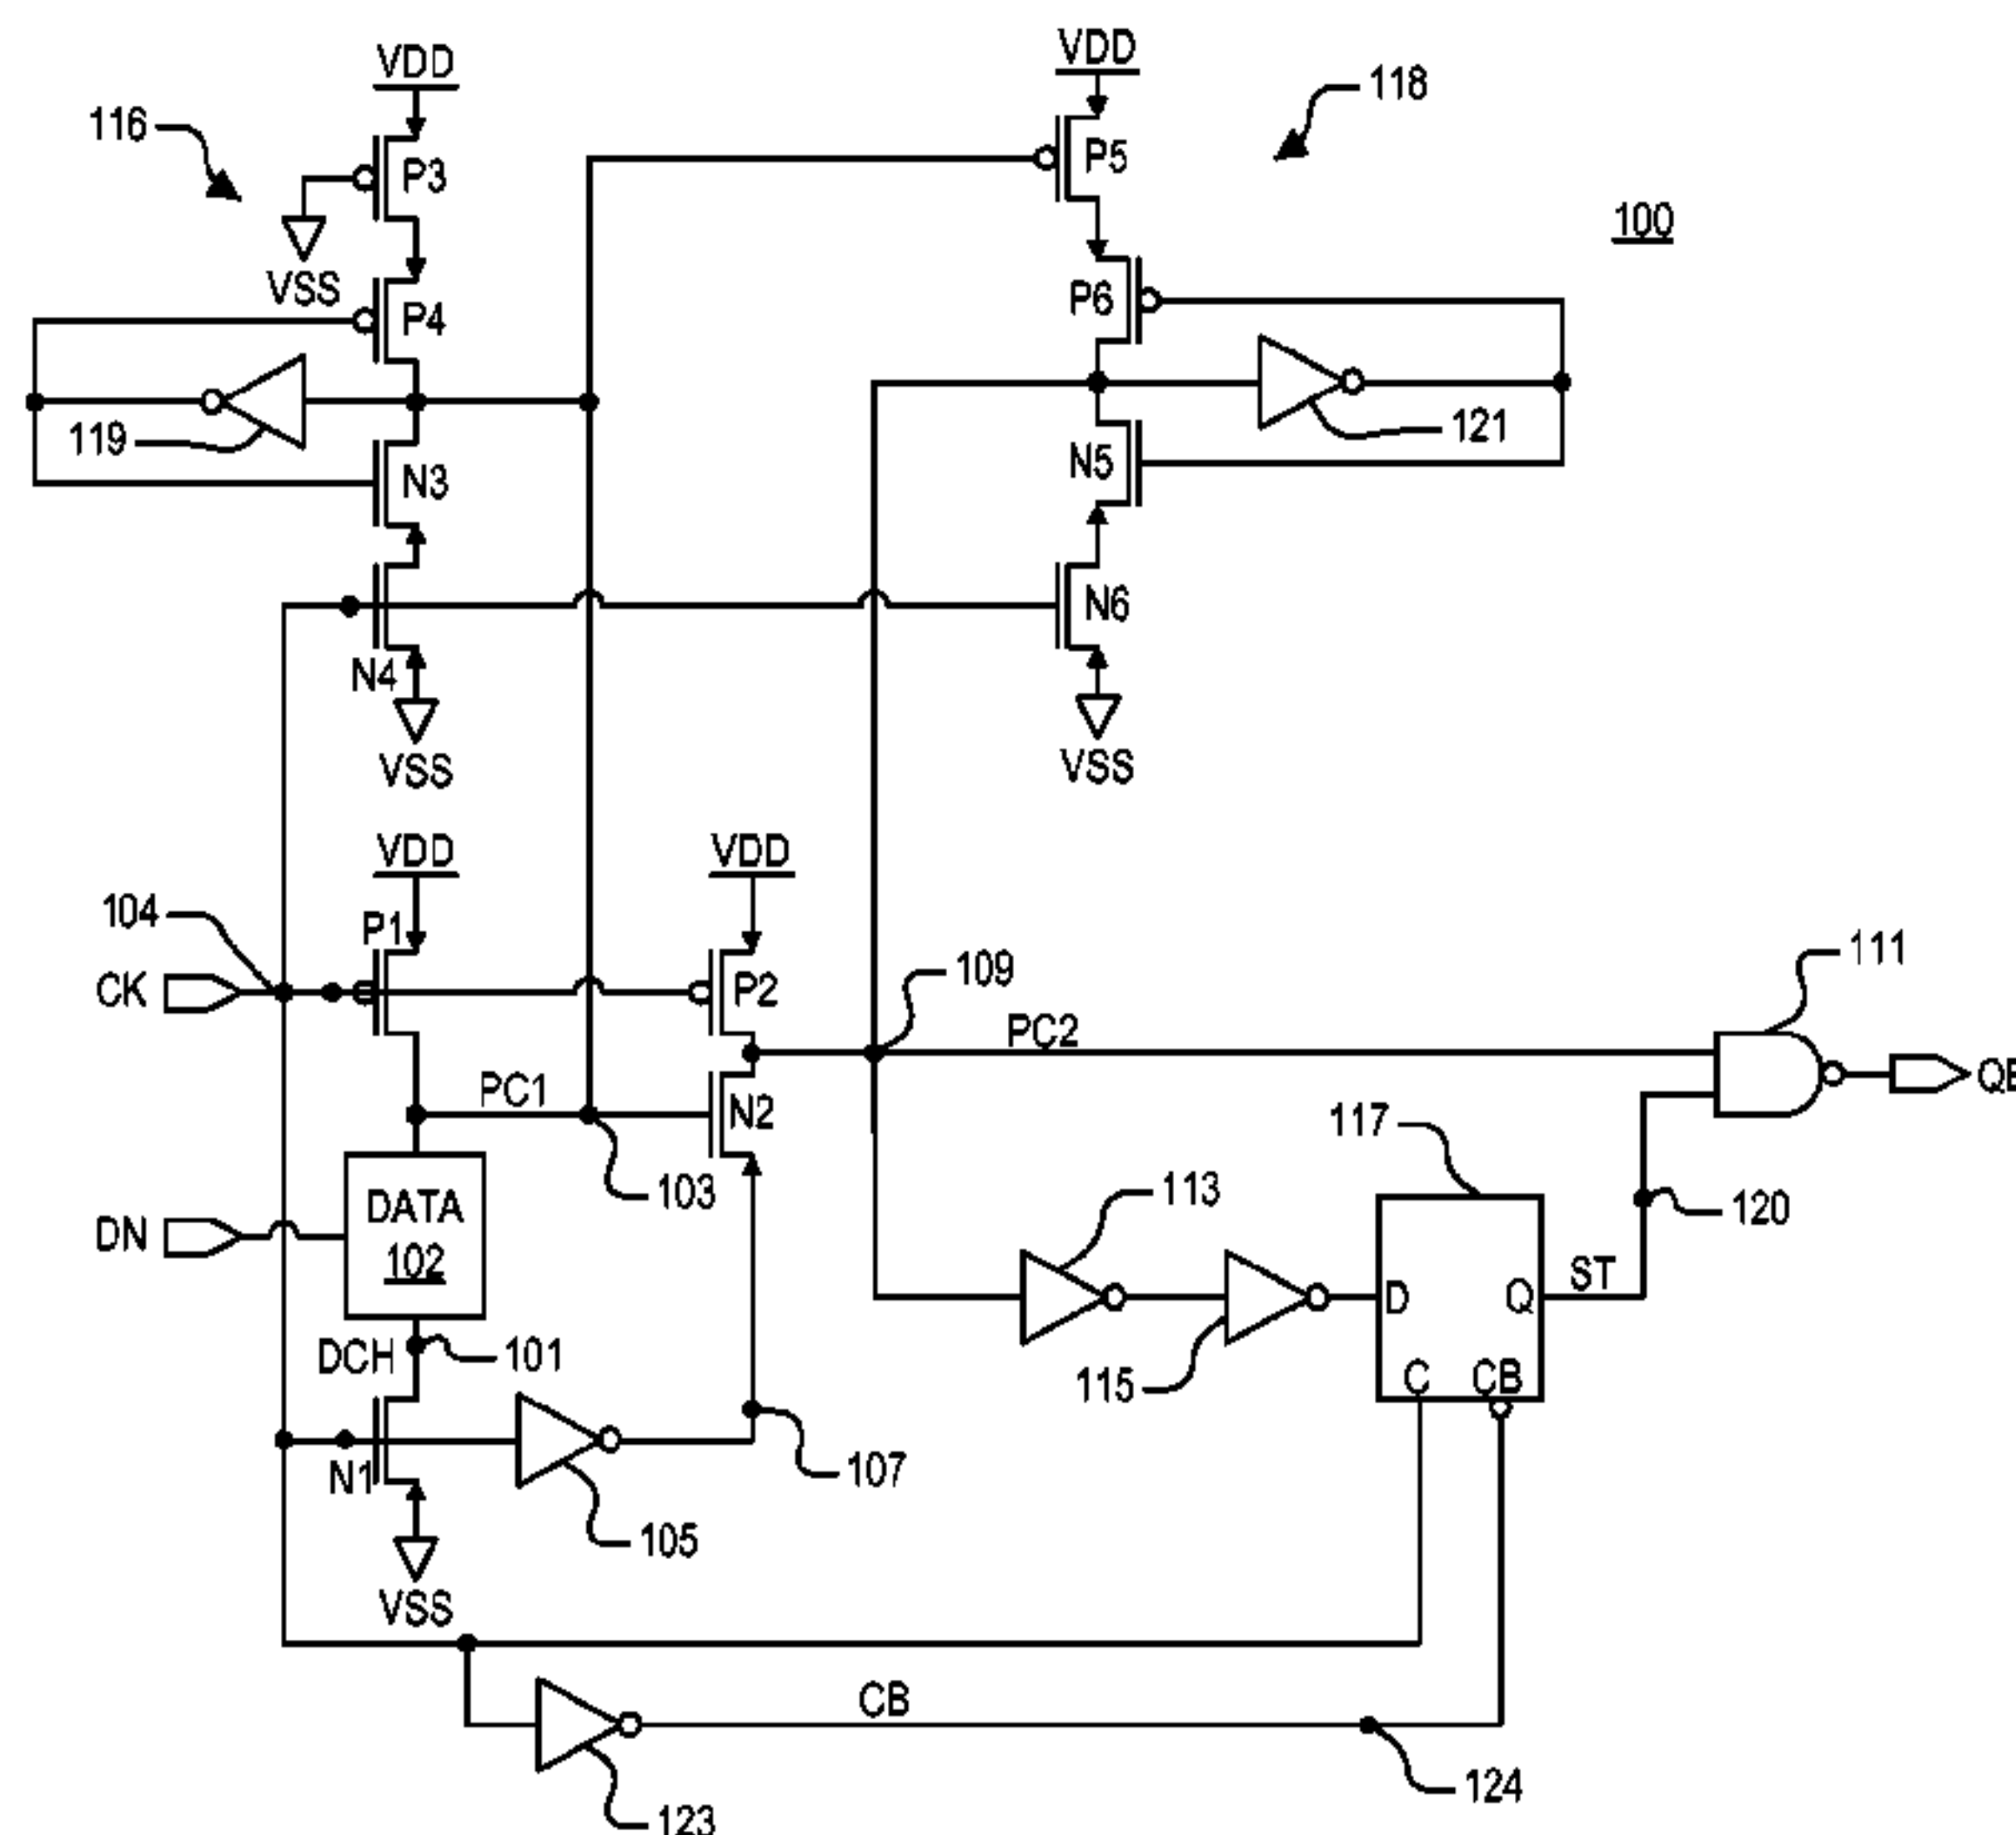 VDD
VDD
118
116
P3
P5
100
VSS
P4
P6
119
N3
N5
121
N4
N6
VSS
VSS
VDD
VDD
104
P1
111
CK
P2
109
PC2
PC1
N2
QB
117
DATA
102
103
113
120
DN
ST
D
Q
DCH
101
115
C
CB
107
N1
105
VSS
CB
124
123